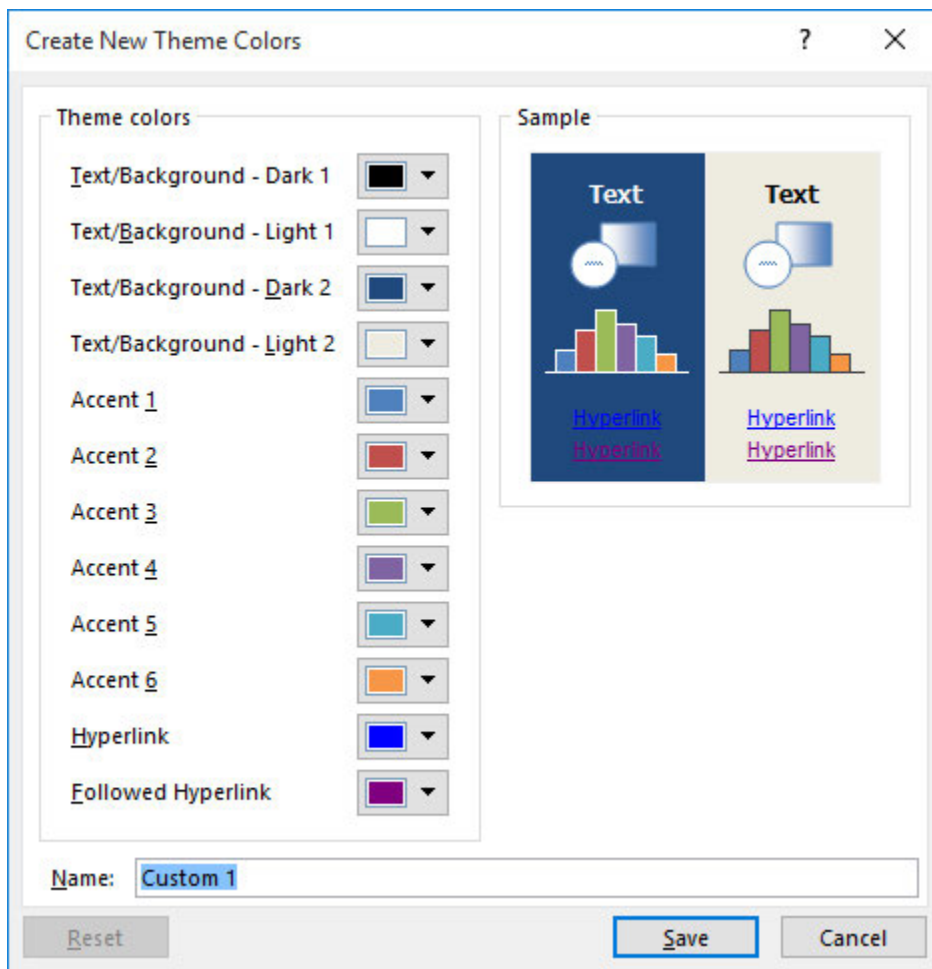 Create New Theme Colors ?
Theme colors
Text/Background - Dark 1
Text/Background - Light 1
Text/Background - Dark 2
Text/Background - Light 2
Accent 1
Accent 2
Accent 3
Accent 4
Accent 5
Accent 6
Hyperlink
Followed Hyperlink
Sample
Text Text
Hyperlink Hyperlink
Hyperlink Hyperlink
Name: Custom 1
Reset Save Cancel